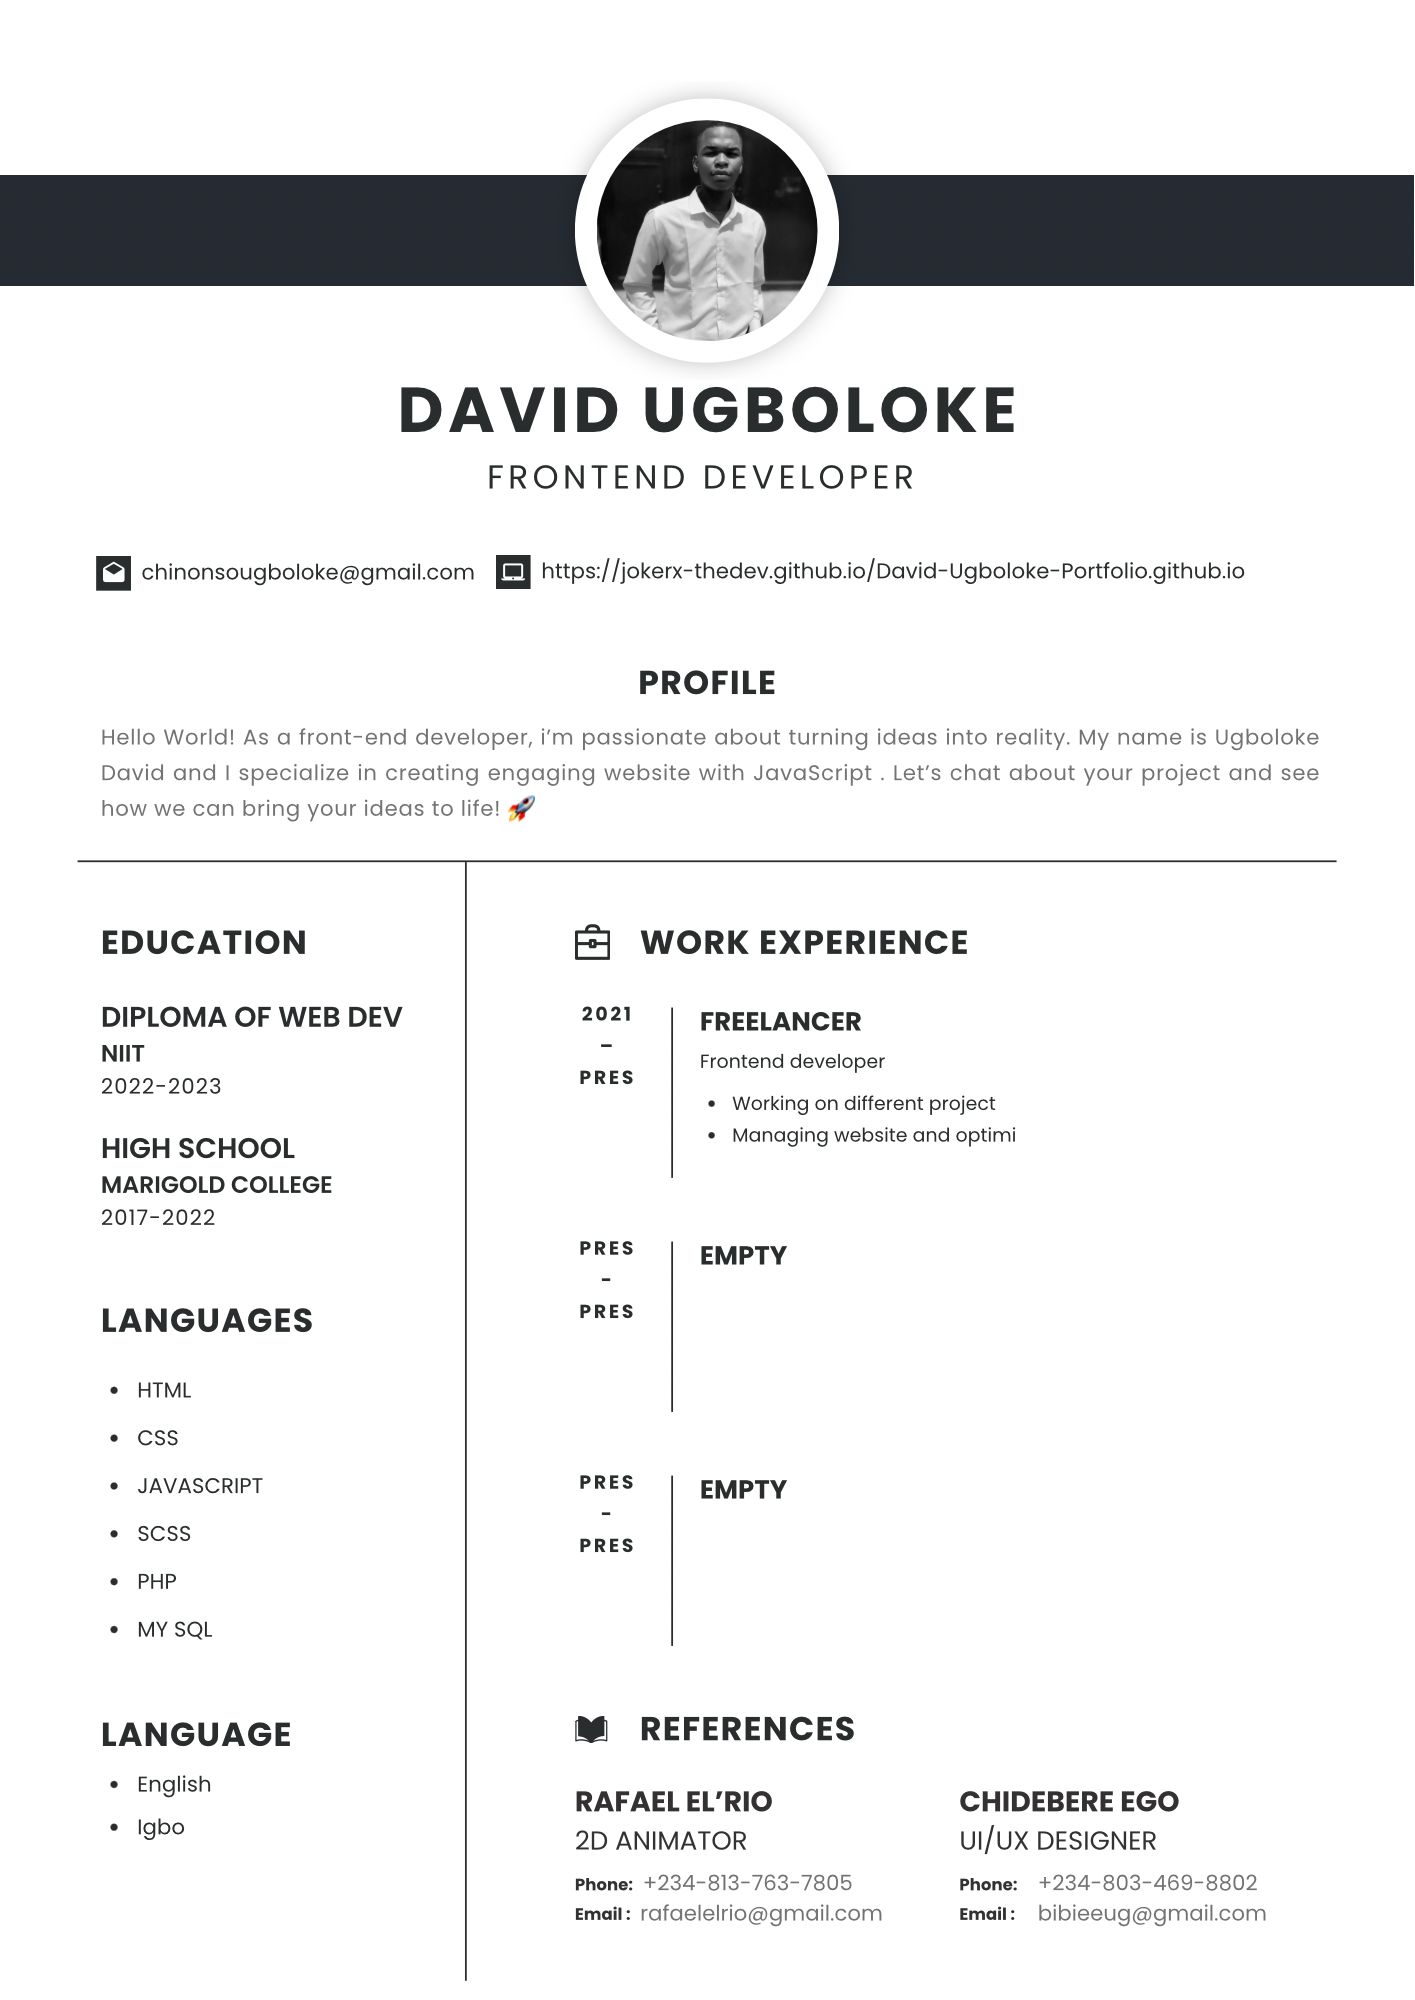 DAVID UGBOLOKE
FRONTEND DEVELOPER
chinonsougboloke@gmail.com
https://jokerx-thedev.github.io/David-Ugboloke-Portfolio.github.io
PROFILE
Hello World! As a front-end developer, i’m passionate about turning ideas into reality. My name is Ugboloke
David and I specialize in creating engaging website with JavaScript . Let’s chat about your project and see
how we can bring your ideas to life! 🚀
EDUCATION
DIPLOMA OF WEB DEV
NIIT
2022-2023
HIGH SCHOOL
MARIGOLD COLLEGE
2017-2022
LANGUAGES
• HTML
• CSS
• JAVASCRIPT
• SCSS
• PHP
• MY SQL
LANGUAGE
• English
• Igbo
WORK EXPERIENCE
2021
–
PRES
FREELANCER
Frontend developer
• Working on different project
• Managing website and optimi
PRES
-
PRES
EMPTY
PRES
-
PRES
EMPTY
REFERENCES
RAFAEL EL’RIO
2D ANIMATOR
Phone: +234-813-763-7805
Email : rafaelelrio@gmail.com
CHIDEBERE EGO
UI/UX DESIGNER
Phone: +234-803-469-8802
Email : bibieeug@gmail.com